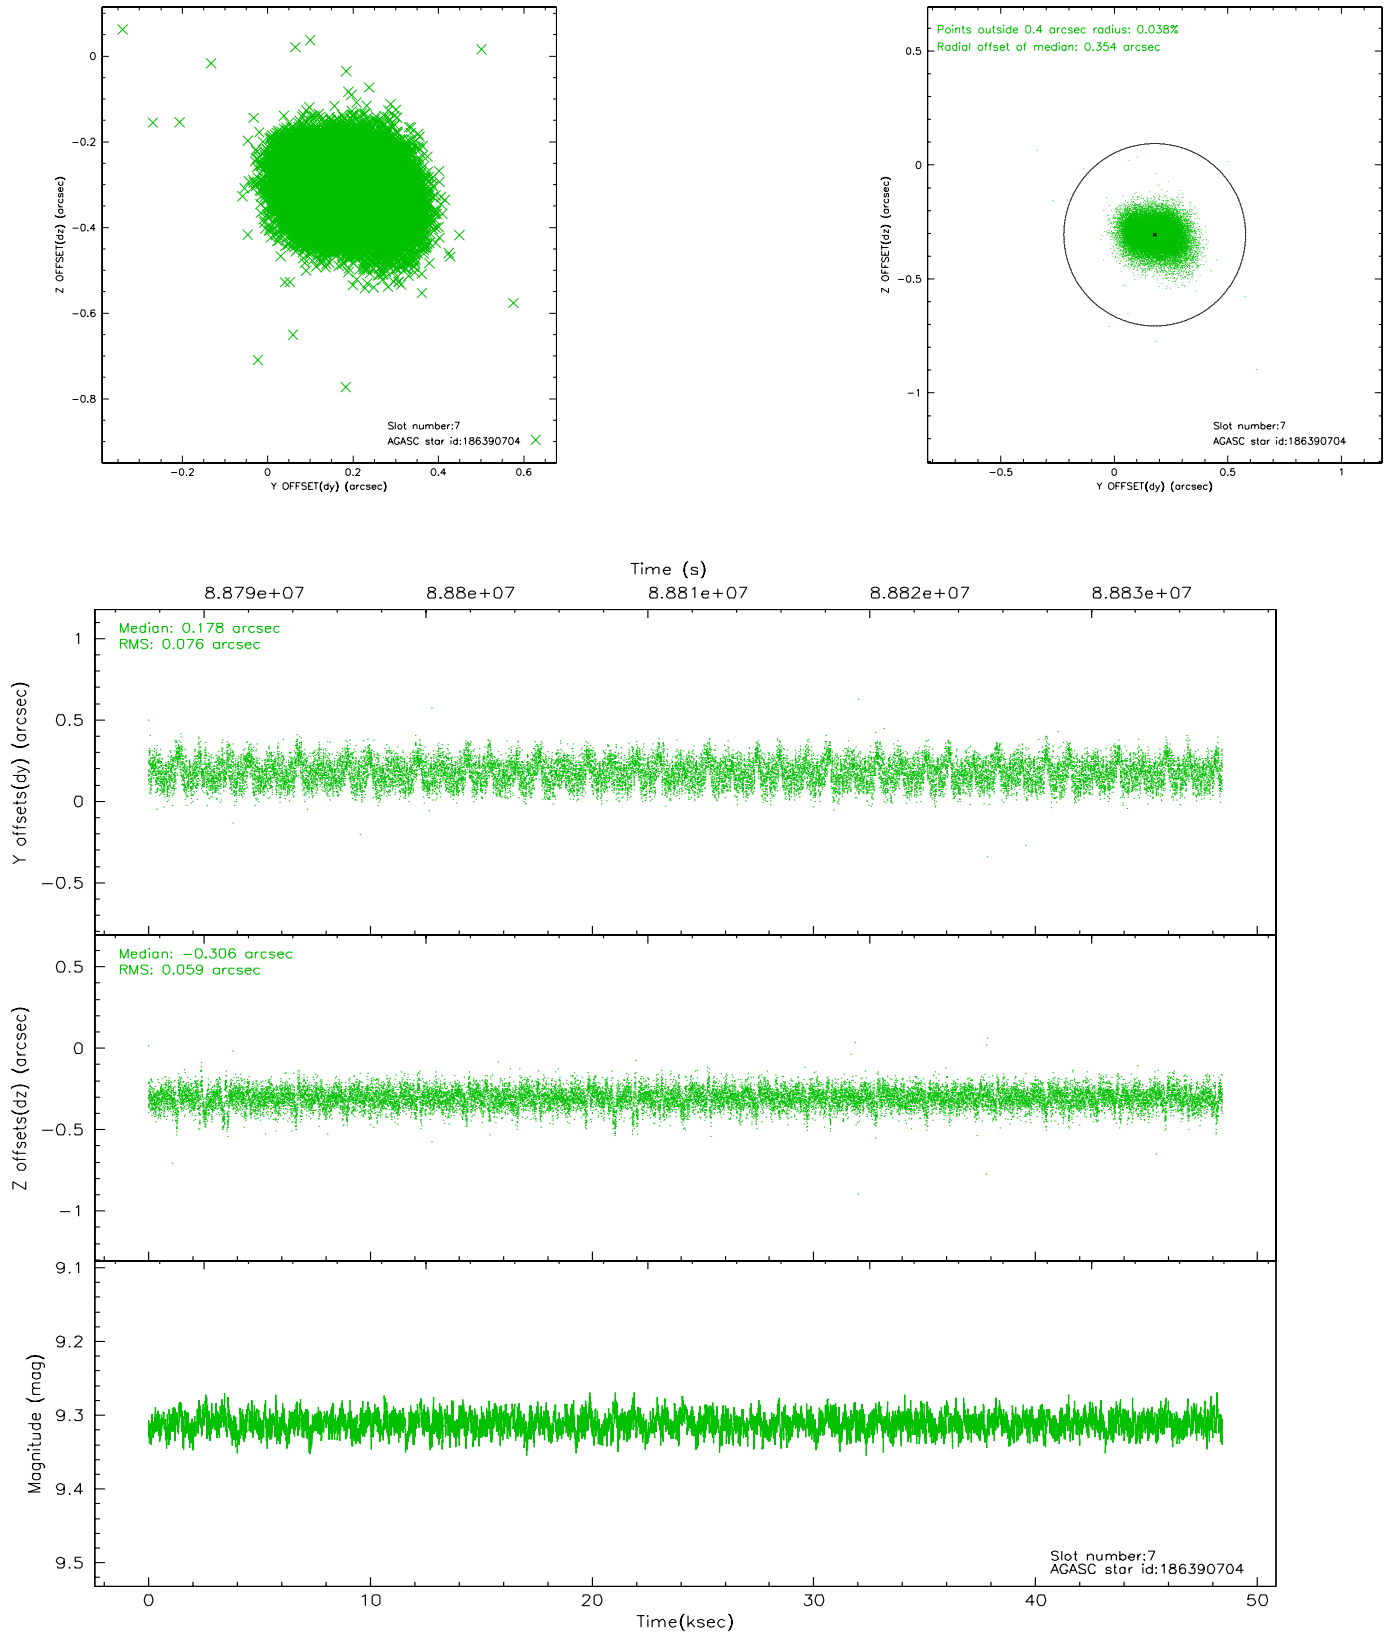 0
−0.2
−0.4
−0.6
−0.8
Z OFFSET(dz) (arcsec)
Slot number:7
AGASC star id:186390704
−0.2
0
0.2
0.4
0.6
Y OFFSET(dy) (arcsec)
Points outside 0.4 arcsec radius: 0.038%
Radial offset of median: 0.354 arcsec
0.5
0
−0.5
−1
Z OFFSET(dz) (arcsec)
Slot number:7
AGASC star id:186390704
−0.5
0
0.5
1
Y OFFSET(dy) (arcsec)
Time (s)
8.879e+07
8.88e+07
8.881e+07
8.882e+07
8.883e+07
Median: 0.178 arcsec
RMS: 0.076 arcsec
1
0.5
0
−0.5
Y offsets(dy) (arcsec)
Median: −0.306 arcsec
RMS: 0.059 arcsec
0.5
0
−0.5
−1
Z offsets(dz) (arcsec)
9.1
9.2
9.3
9.4
9.5
Magnitude (mag)
Slot number:7
AGASC star id:186390704
0
10
20
30
40
50
Time(ksec)